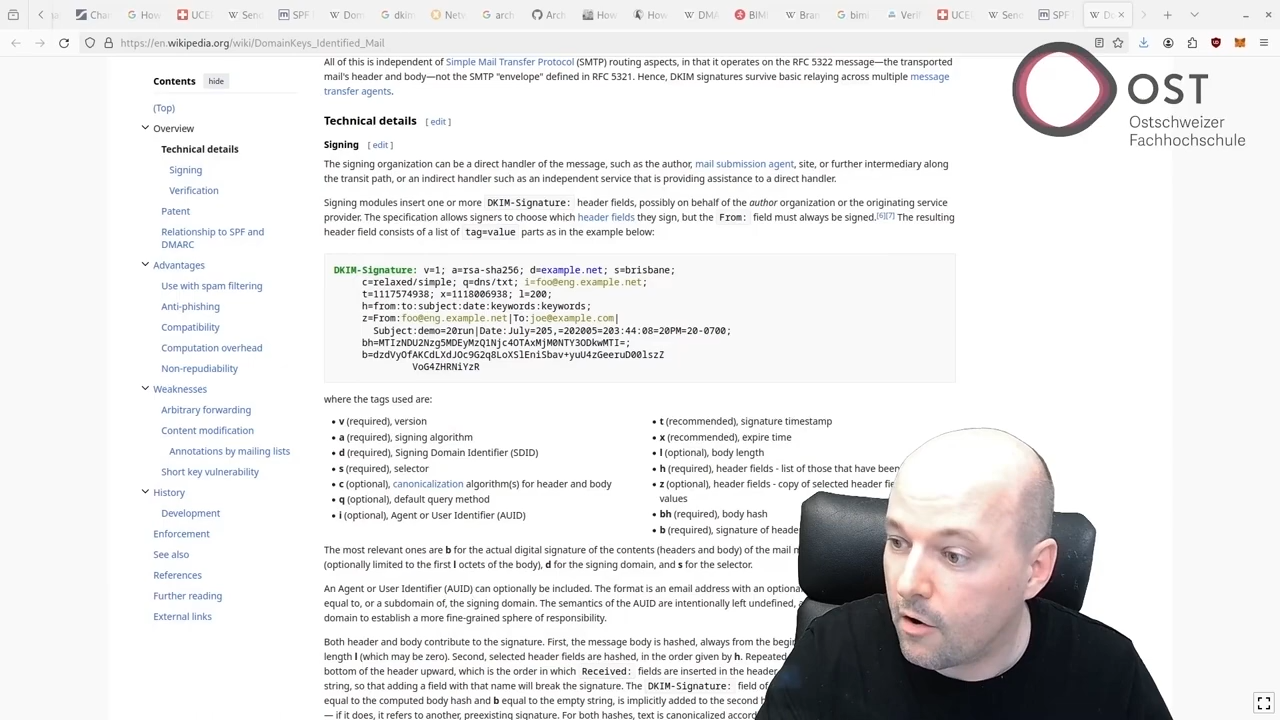 Chan
How
UCE
W Send
SPF
W Dom
G dkim
Net
G arch
Arch
How
How
W DMA
BIMI
W Bran
G bimi
Verif
UCE
W Send
SPF
W Do
https://en.wikipedia.org/wiki/DomainKeys_Identified_Mail
OST
Ostschweizer
Fachhochschule
Contents
hide
(Top)
Overview
Technical details
Signing
Verification
Patent
Relationship to SPF and
DMARC
Advantages
Use with spam filtering
Anti-phishing
Compatibility
Computation overhead
Non-repudiability
Weaknesses
Arbitrary forwarding
Content modification
Annotations by mailing lists
Short key vulnerability
History
Development
Enforcement
See also
References
Further reading
External links
All of this is independent of Simple Mail Transfer Protocol (SMTP) routing aspects, in that it operates on the RFC 5322 message—the transported
mail's header and body—not the SMTP "envelope" defined in RFC 5321. Hence, DKIM signatures survive basic relaying across multiple message
transfer agents.
Technical details [ edit ]
Signing [ edit ]
The signing organization can be a direct handler of the message, such as the author, mail submission agent, site, or further intermediary along
the transit path, or an indirect handler such as an independent service that is providing assistance to a direct handler.
Signing modules insert one or more DKIM-Signature: header fields, possibly on behalf of the author organization or the originating service
provider. The specification allows signers to choose which header fields they sign, but the From: field must always be signed.[6][7] The resulting
header field consists of a list of tag=value parts as in the example below:
DKIM-Signature: v=1; a=rsa-sha256; d=example.net; s=brisbane;
c=relaxed/simple; q=dns/txt; i=foo@eng.example.net;
t=1117574938; x=1118006938; l=200;
h=from:to:subject:date:keywords:keywords;
z=From:foo@eng.example.net|To:joe@example.com|
Subject:demo=20run|Date:July=205,=202005=203:44:08=20PM=20-0700;
bh=MTIzNDU2Nzg5MDEyMzQ1Njc4OTAxMjM0NTY3ODkwMTI=;
b=dzdVyOfAKCdLXdJOc9G2q8LoXSlEniSbav+yuU4zGeeruD00lszZ
VoG4ZHRNiYzR
where the tags used are:
• v (required), version
• a (required), signing algorithm
• d (required), Signing Domain Identifier (SDID)
• s (required), selector
• c (optional), canonicalization algorithm(s) for header and body
• q (optional), default query method
• i (optional), Agent or User Identifier (AUID)
• t (recommended), signature timestamp
• x (recommended), expire time
• l (optional), body length
• h (required), header fields - list of those that have been
• z (optional), header fields - copy of selected header
values
• bh (required), body hash
• b (required), signature of
The most relevant ones are b for the actual digital signature of the contents (headers and body) of the mail
(optionally limited to the first l octets of the body), d for the signing domain, and s for the selector.
An Agent or User Identifier (AUID) can optionally be included. The format is an email address with an
equal to, or a subdomain of, the signing domain. The semantics of the AUID are intentionally left undefined,
domain to establish a more fine-grained sphere of responsibility.
Both header and body contribute to the signature. First, the message body is hashed, always from the
length l (which may be zero). Second, selected header fields are hashed, in the order given by h. Repeated
bottom of the header upward, which is the order in which Received: fields are inserted in the header
string, so that adding a field with that name will break the signature. The DKIM-Signature: field of
equal to the computed body hash and b equal to the empty string, is implicitly added to the second
— if it does, it refers to another, preexisting signature. For both hashes, text is canonicalized